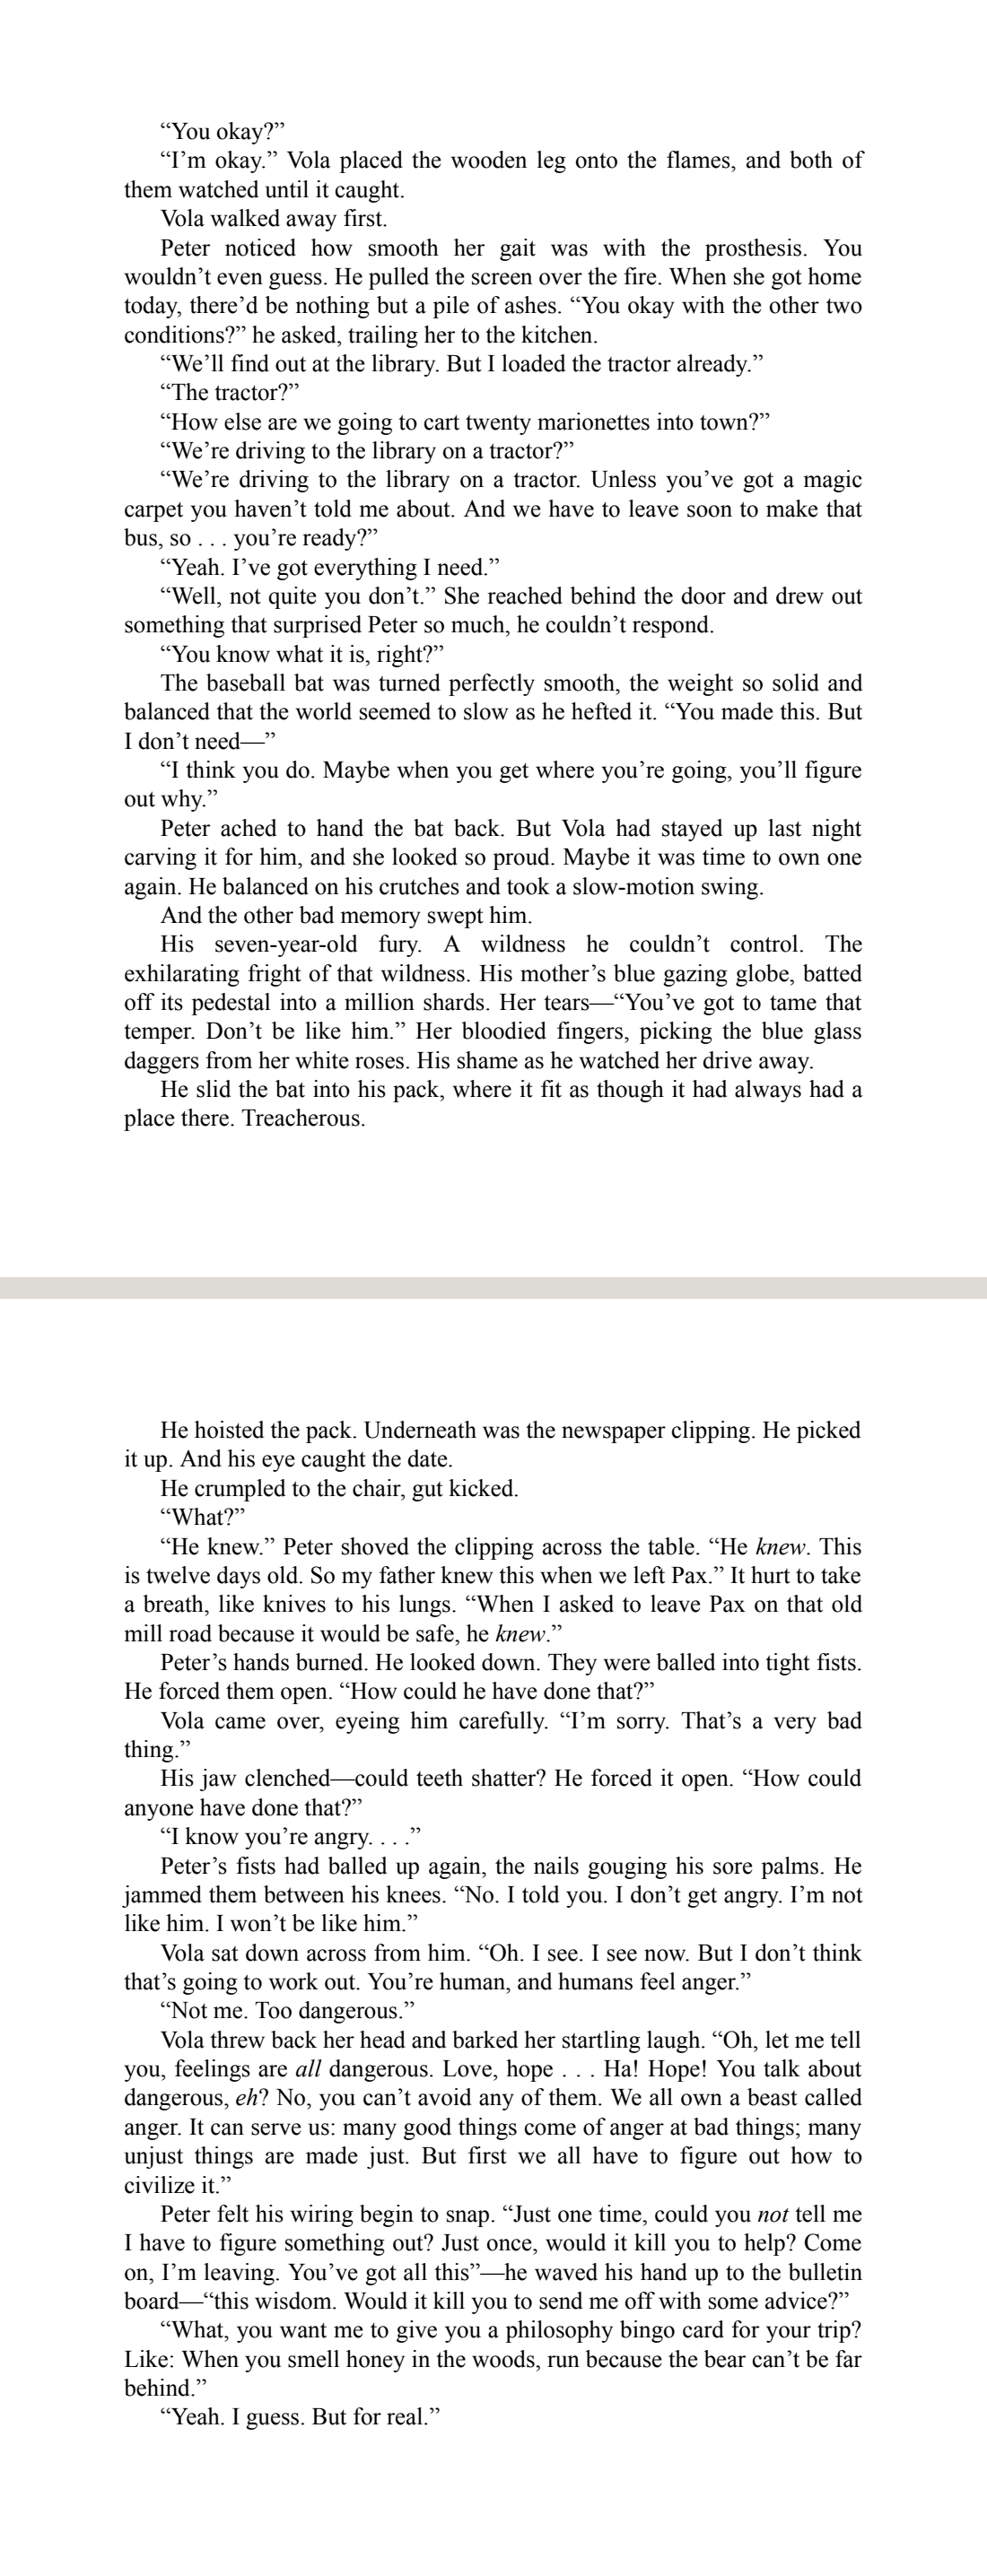 “You okay?”
“I’m okay.” Vola placed the wooden leg onto the flames, and both of
them watched until it caught.
Vola walked away first.
Peter noticed how smooth her gait was with the prosthesis. You
wouldn’t even guess. He pulled the screen over the fire. When she got home
today, there’d be nothing but a pile of ashes. “You okay with the other two
conditions?” he asked, trailing her to the kitchen.
“We’ll find out at the library. But I loaded the tractor already.”
“The tractor?”
“How else are we going to cart twenty marionettes into town?”
“We’re driving to the library on a tractor?”
“We’re driving to the library on a tractor. Unless you’ve got a magic
carpet you haven’t told me about. And we have to leave soon to make that
bus, so . . . you’re ready?”
“Yeah. I’ve got everything I need.”
“Well, not quite you don’t.” She reached behind the door and drew out
something that surprised Peter so much, he couldn’t respond.
“You know what it is, right?”
The baseball bat was turned perfectly smooth, the weight so solid and
balanced that the world seemed to slow as he hefted it. “You made this. But
I don’t need—”
“I think you do. Maybe when you get where you’re going, you’ll figure
out why.”
Peter ached to hand the bat back. But Vola had stayed up last night
carving it for him, and she looked so proud. Maybe it was time to own one
again. He balanced on his crutches and took a slow-motion swing.
And the other bad memory swept him.
His seven-year-old fury. A wildness he couldn’t control. The
exhilarating fright of that wildness. His mother’s blue gazing globe, batted
off its pedestal into a million shards. Her tears—“You’ve got to tame that
temper. Don’t be like him.” Her bloodied fingers, picking the blue glass
daggers from her white roses. His shame as he watched her drive away.
He slid the bat into his pack, where it fit as though it had always had a
place there. Treacherous.
He hoisted the pack. Underneath was the newspaper clipping. He picked
it up. And his eye caught the date.
He crumpled to the chair, gut kicked.
“What?”
“He knew.” Peter shoved the clipping across the table. “He knew. This
is twelve days old. So my father knew this when we left Pax.” It hurt to take
a breath, like knives to his lungs. “When I asked to leave Pax on that old
mill road because it would be safe, he knew.”
Peter’s hands burned. He looked down. They were balled into tight fists.
He forced them open. “How could he have done that?”
Vola came over, eyeing him carefully. “I’m sorry. That’s a very bad
thing.”
His jaw clenched—could teeth shatter? He forced it open. “How could
anyone have done that?”
“I know you’re angry. . . .”
Peter’s fists had balled up again, the nails gouging his sore palms. He
jammed them between his knees. “No. I told you. I don’t get angry. I’m not
like him. I won’t be like him.”
Vola sat down across from him. “Oh. I see. I see now. But I don’t think
that’s going to work out. You’re human, and humans feel anger.”
“Not me. Too dangerous.”
Vola threw back her head and barked her startling laugh. “Oh, let me tell
you, feelings are all dangerous. Love, hope . . . Ha! Hope! You talk about
dangerous, eh? No, you can’t avoid any of them. We all own a beast called
anger. It can serve us: many good things come of anger at bad things; many
unjust things are made just. But first we all have to figure out how to
civilize it.”
Peter felt his wiring begin to snap. “Just one time, could you not tell me
I have to figure something out? Just once, would it kill you to help? Come
on, I’m leaving. You’ve got all this”—he waved his hand up to the bulletin
board—“this wisdom. Would it kill you to send me off with some advice?”
“What, you want me to give you a philosophy bingo card for your trip?
Like: When you smell honey in the woods, run because the bear can’t be far
behind.”
“Yeah. I guess. But for real.”